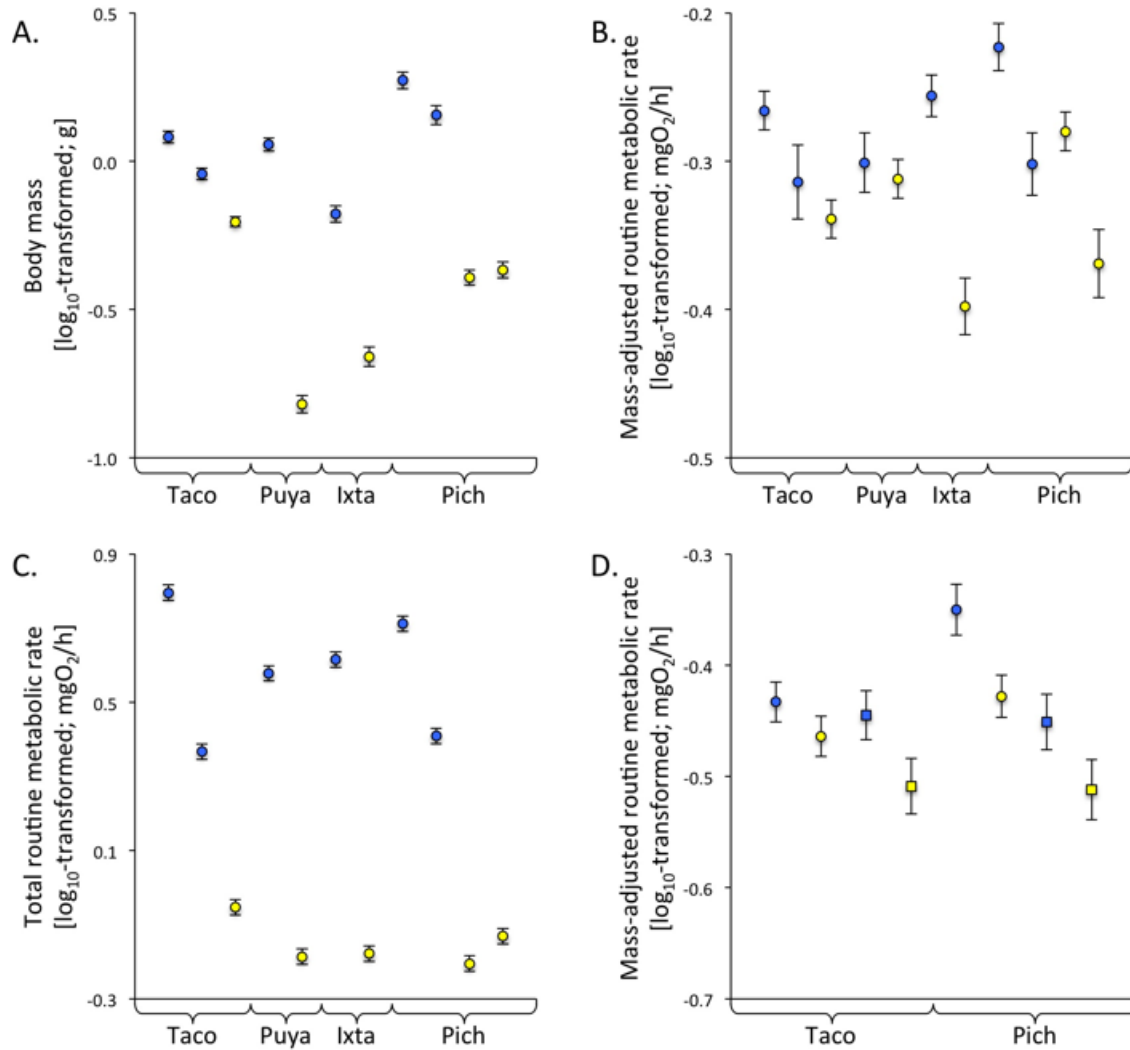 A.
Body mass
[log₁₀-transformed; g]
0.5
0.0
-0.5
-1.0
Taco Puya Ixta Pich
B.
Mass-adjusted routine metabolic rate
[log₁₀-transformed; mgO₂/h]
-0.2
-0.3
-0.4
-0.5
Taco Puya Ixta Pich
C.
Total routine metabolic rate
[log₁₀-transformed; mgO₂/h]
0.9
0.5
0.1
-0.3
Taco Puya Ixta Pich
D.
Mass-adjusted routine metabolic rate
[log₁₀-transformed; mgO₂/h]
-0.3
-0.4
-0.5
-0.6
-0.7
Taco Pich